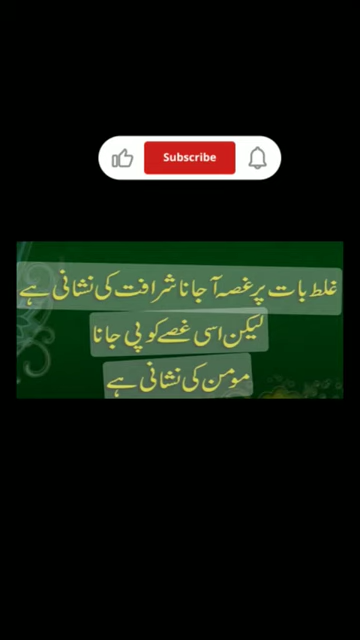 Subscribe
غلط بات پر غصہ آ جانا شرافت کی نشانی ہے
لیکن اسی غصے کو پی جانا
مومن کی نشانی ہے